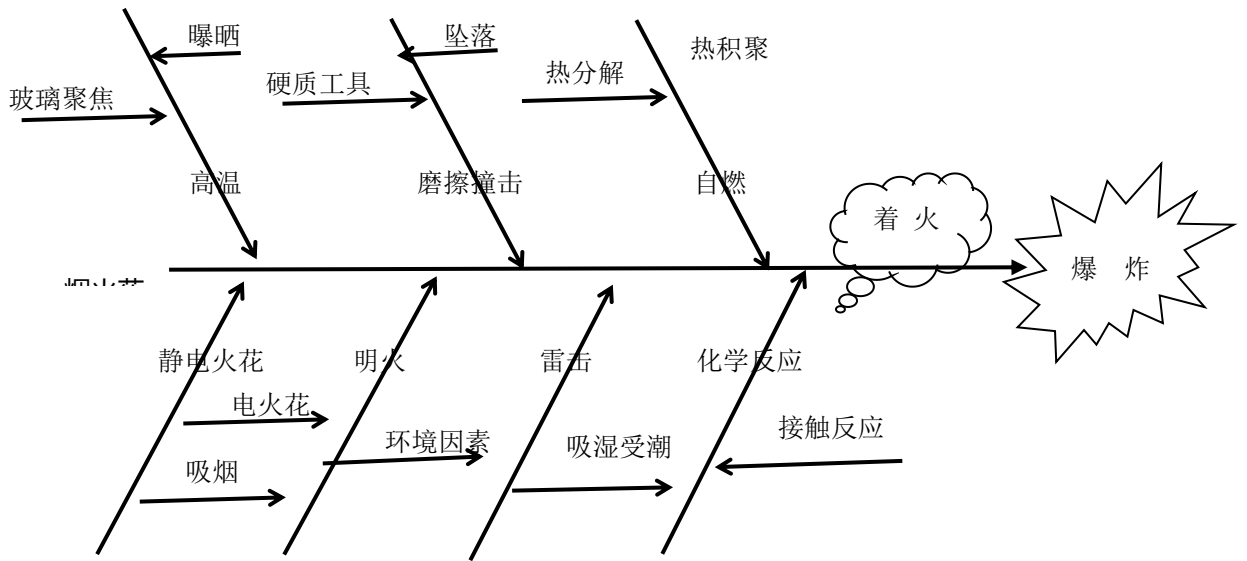 曝晒
坠落
热积聚
热分解
硬质工具
玻璃聚焦
高温
磨擦撞击
自燃
着 火
爆 炸
静电火花
明火
雷击
化学反应
电火花
接触反应
环境因素
吸湿受潮
吸烟